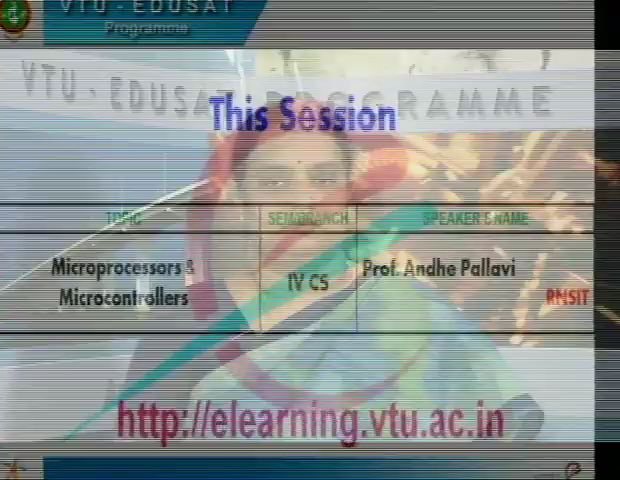 VTU - EDUSAT
Programme
VTU - EDUSAT PROGRAMME
This Session
TOPIC SEM/BRANCH SPEAKER & NAME
Microprocessors & Microcontrollers IV CS Prof. Andhe Pallavi
RNSIT
http://elearning.vtu.ac.in